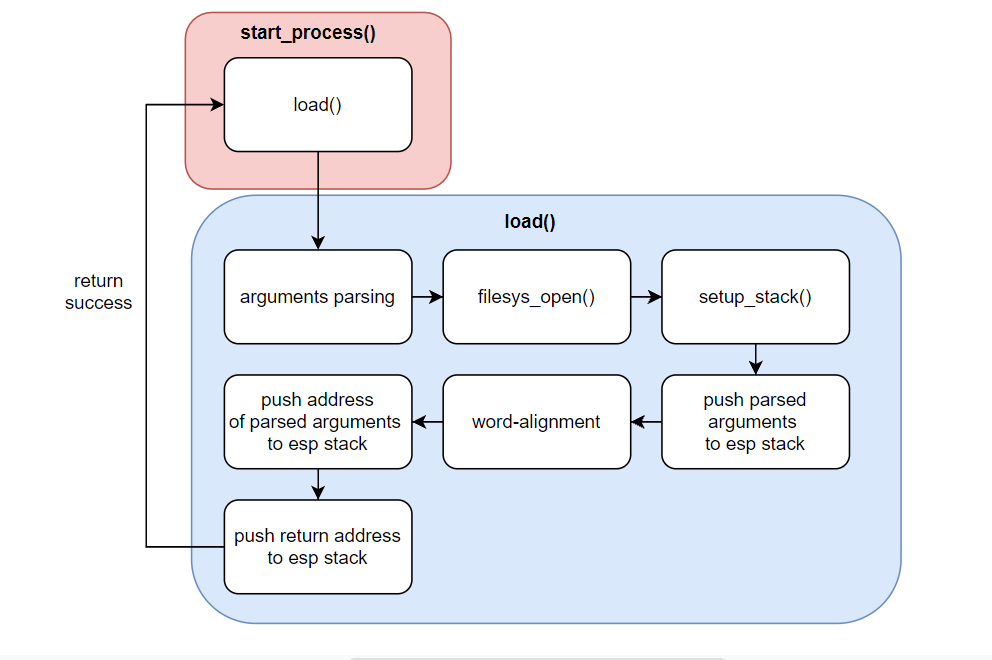 start_process()
load()
load()
arguments parsing
filesys_open()
setup_stack()
return
success
push address
of parsed arguments
to esp stack
word-alignment
push parsed
arguments
to esp stack
push return address
to esp stack